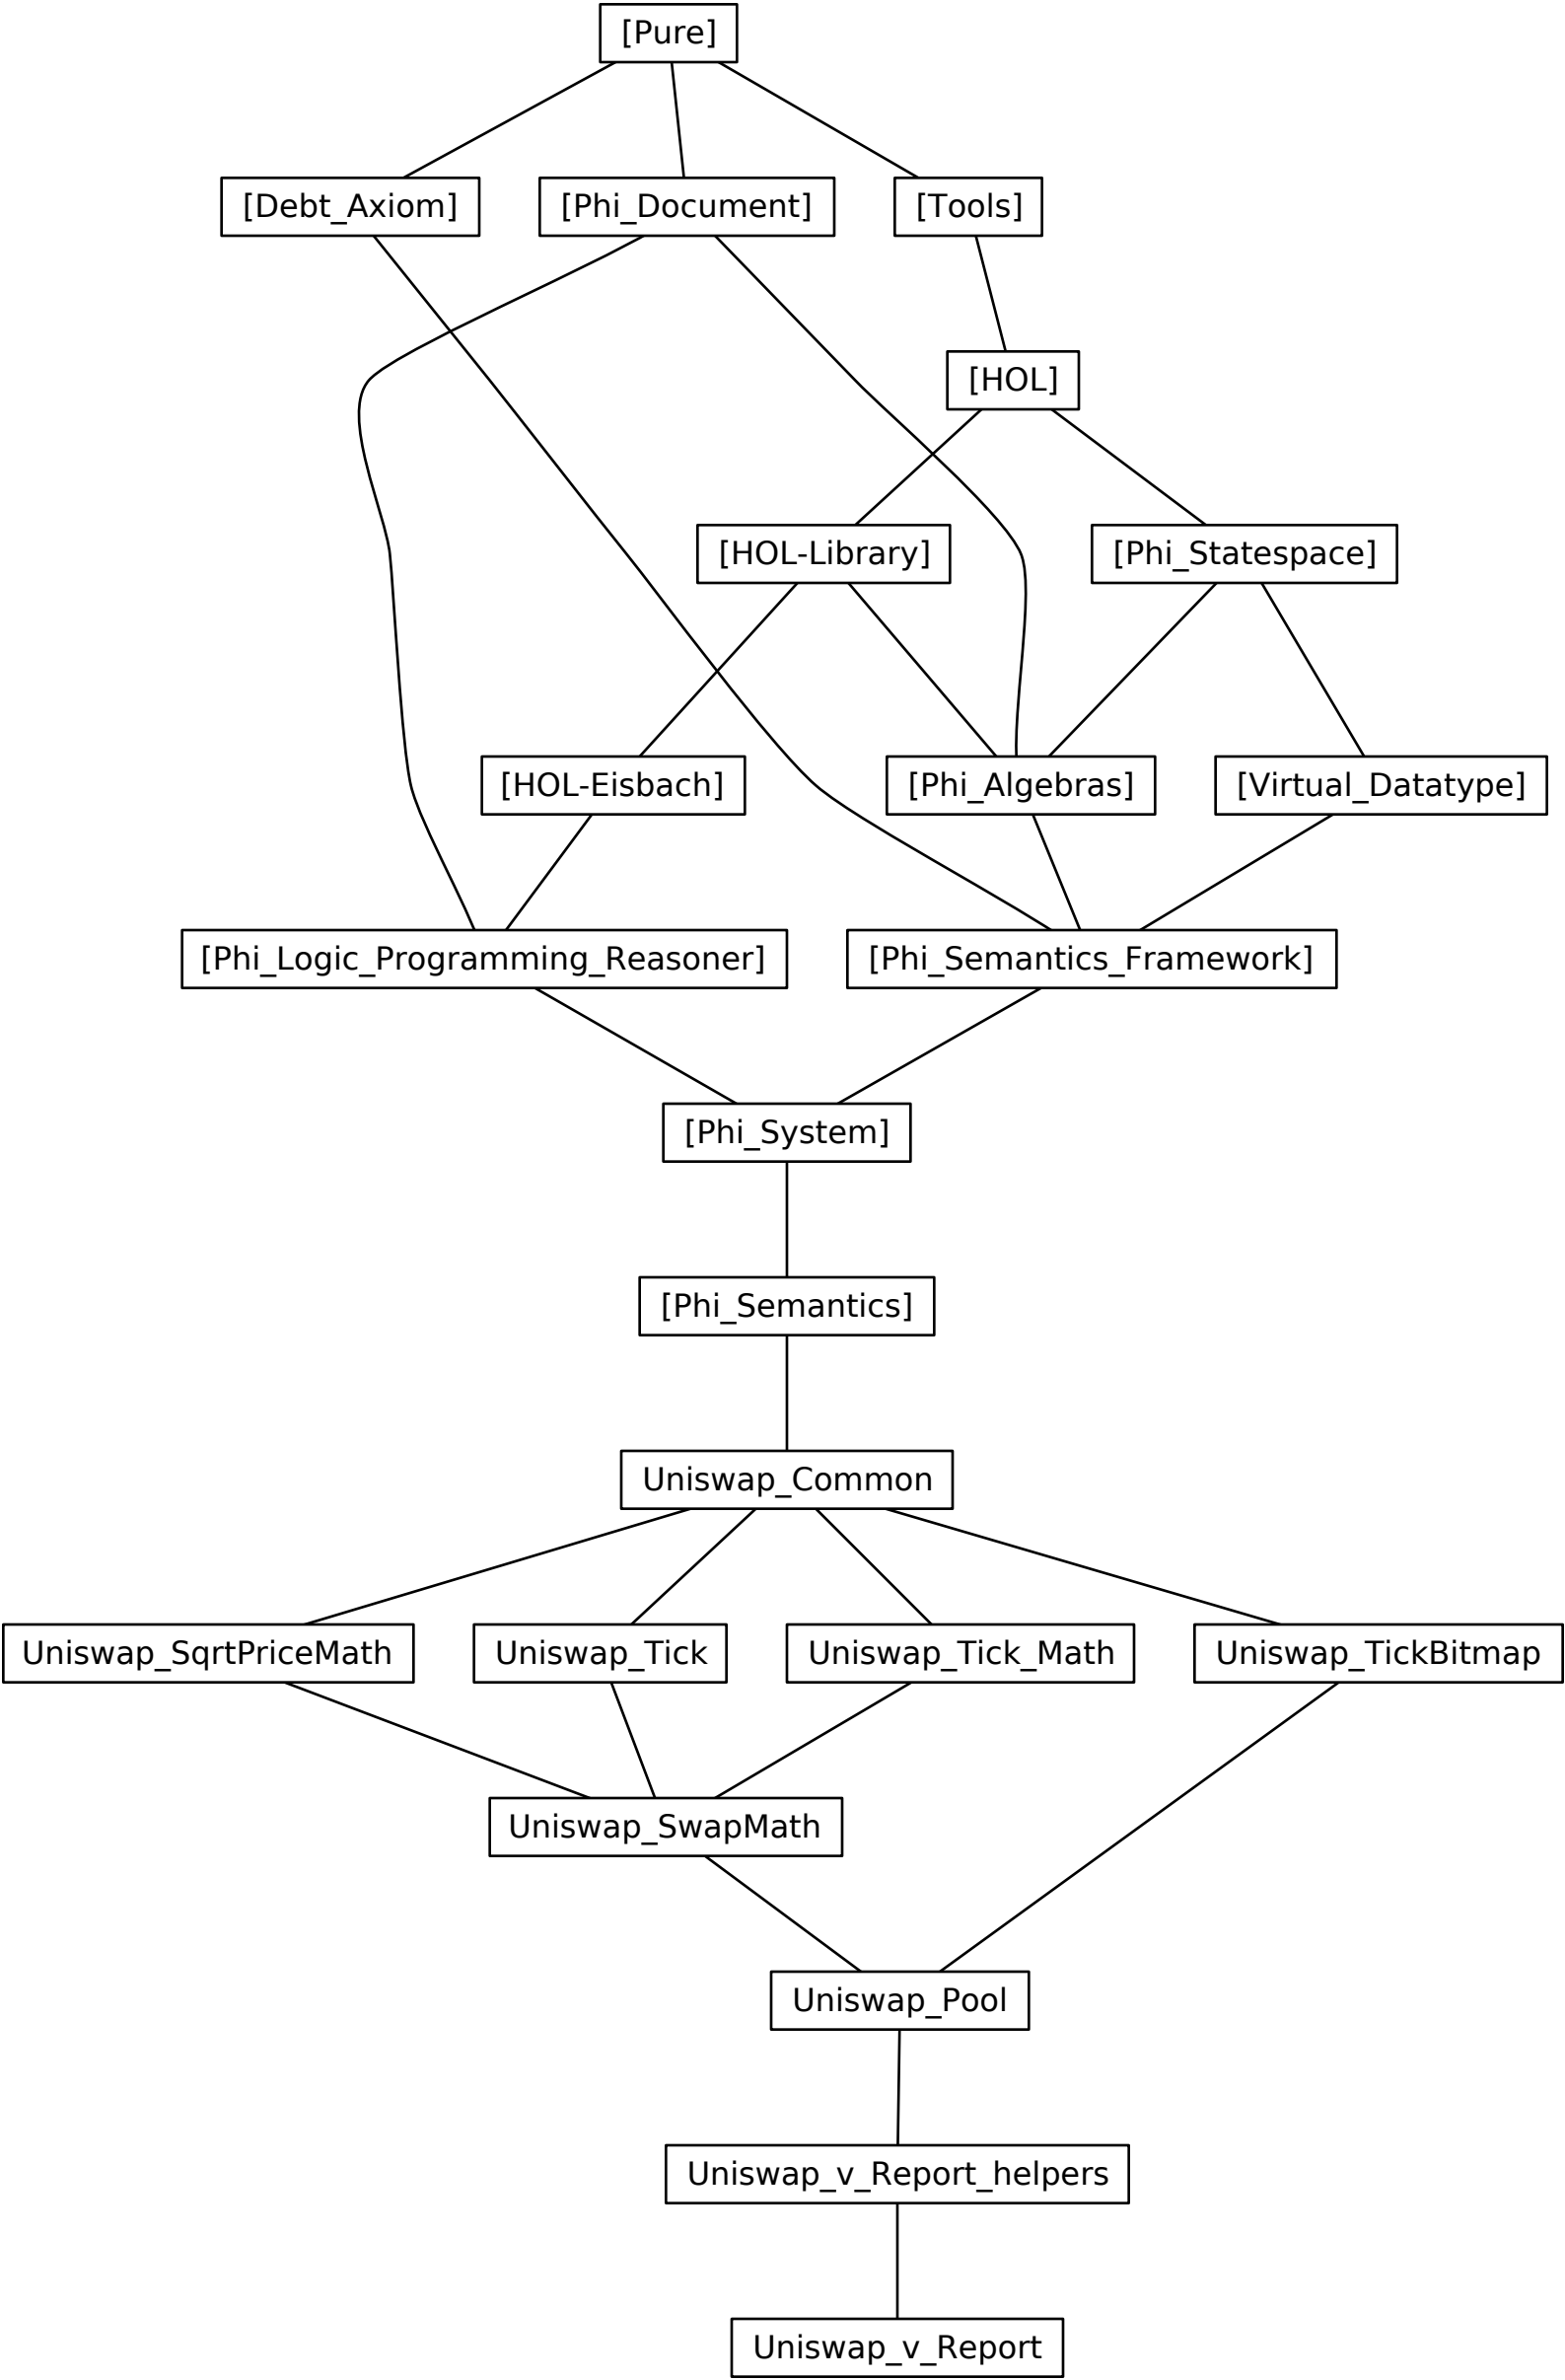 [Pure]
[Debt_Axiom]
[Phi_Document]
[Tools]
[HOL]
[HOL-Library]
[Phi_Statespace]
[HOL-Eisbach]
[Phi_Algebras]
[Virtual_Datatype]
[Phi_Logic_Programming_Reasoner]
[Phi_Semantics_Framework]
[Phi_System]
[Phi_Semantics]
Uniswap_Common
Uniswap_SqrtPriceMath
Uniswap_Tick
Uniswap_Tick_Math
Uniswap_TickBitmap
Uniswap_SwapMath
Uniswap_Pool
Uniswap_v_Report_helpers
Uniswap_v_Report